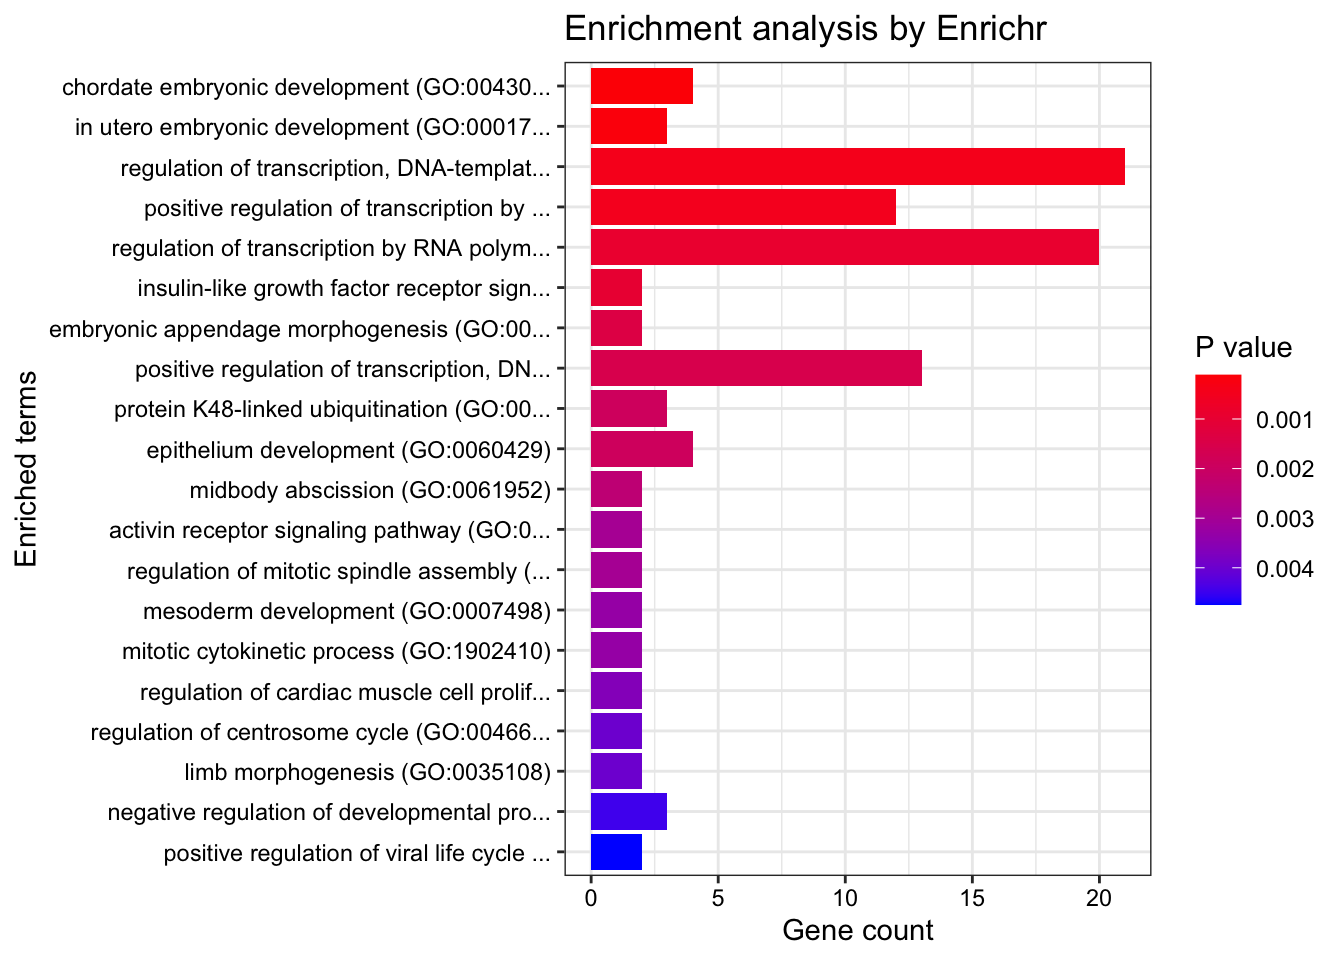 Enrichment analysis by Enrichr
chordate embryonic development (GO:00430...
in utero embryonic development (GO:00017...
regulation of transcription, DNA-templat...
positive regulation of transcription by ...
regulation of transcription by RNA polym...
insulin-like growth factor receptor sign...
embryonic appendage morphogenesis (GO:00...
positive regulation of transcription, DN...
protein K48-linked ubiquitination (GO:00...
epithelium development (GO:0060429)
midbody abscission (GO:0061952)
activin receptor signaling pathway (GO:0...
regulation of mitotic spindle assembly (...
mesoderm development (GO:0007498)
mitotic cytokinetic process (GO:1902410)
regulation of cardiac muscle cell prolif...
regulation of centrosome cycle (GO:00466...
limb morphogenesis (GO:0035108)
negative regulation of developmental pro...
positive regulation of viral life cycle ...
Enriched terms
0 5 10 15 20
Gene count
P value
0.001
0.002
0.003
0.004